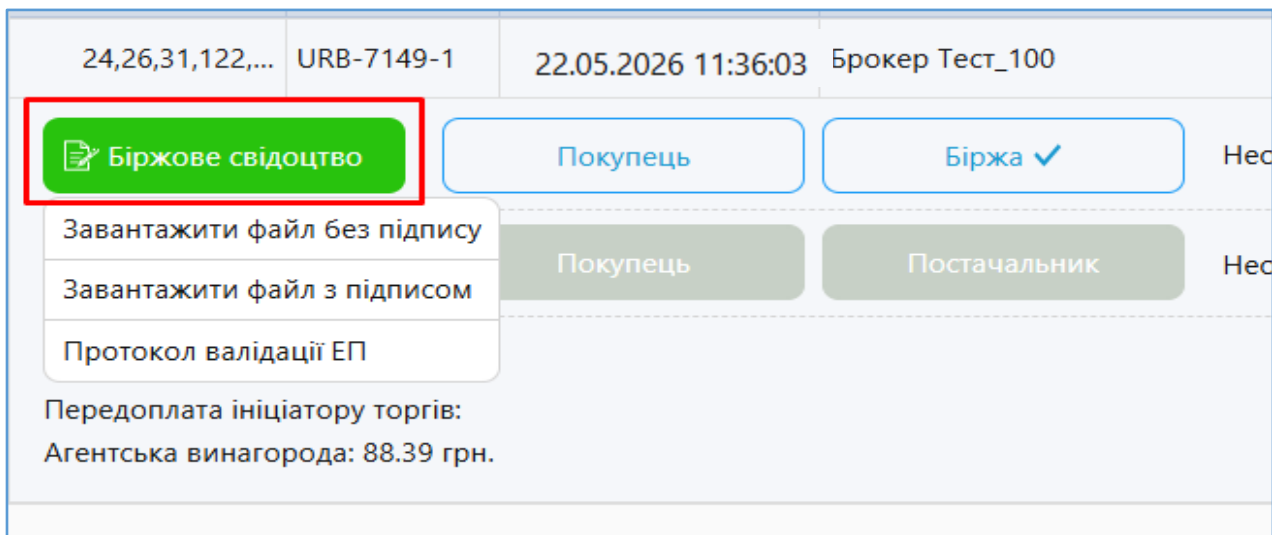 24,26,31,122,... URB-7149-1 22.05.2026 11:36:03 Брокер Тест_100
Біржове свідоцтво Покупець Біржа ✓ Нес
Завантажити файл без підпису
Покупець Постачальник Нес
Завантажити файл з підписом
Протокол валідації ЕП
Передоплата ініціатору торгів:
Агентська винагорода: 88.39 грн.